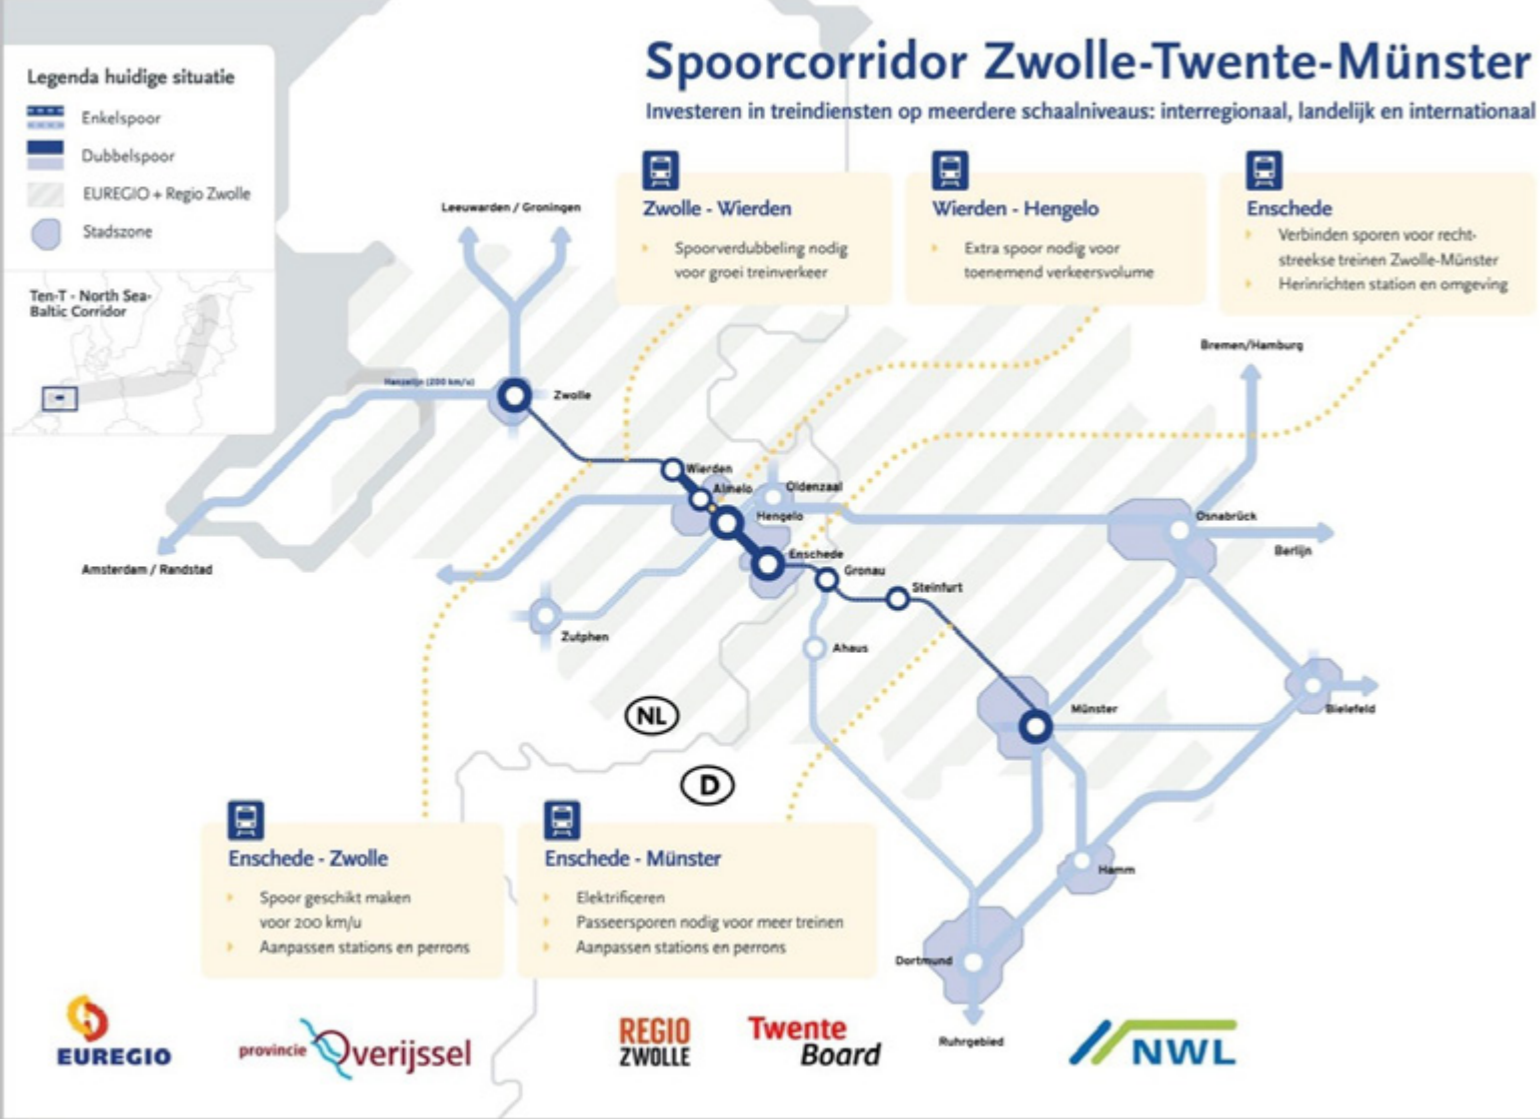 Spoorcorridor Zwolle-Twente-Münster
Investeren in treindiensten op meerdere schaalniveaus: interregionaal, landelijk en internationaal
Legenda huidige situatie
Enkelspoor
Dubbelspoor
EUREGIO + Regio Zwolle
Stadszone
Ten-T - North Sea-
Baltic Corridor
Zwolle - Wierden
Spoorverdubbeling nodig
voor groei treinverkeer
Wierden - Hengelo
Extra spoor nodig voor
toenemend verkeersvolume
Enschede
Verbinden sporen voor recht-
streekse treinen Zwolle-Münster
Herinrichten station en omgeving
Leeuwarden / Groningen
Bremen/Hamburg
Hanzelijn (200 km/u)
Zwolle
Wierden
Almelo
Oldenzaal
Hengelo
Osnabrück
Berlijn
Enschede
Gronau
Steinfurt
Amsterdam / Randstad
Zutphen
Ahaus
NL
Münster
Bielefeld
D
Enschede - Zwolle
Spoor geschikt maken
voor 200 km/u
Aanpassen stations en perrons
Enschede - Münster
Elektrificeren
Passeersporen nodig voor meer treinen
Aanpassen stations en perrons
Hamm
Dortmund
Ruhrgebied
EUREGIO
provincie Overijssel
REGIO
ZWOLLE
Twente
Board
NWL